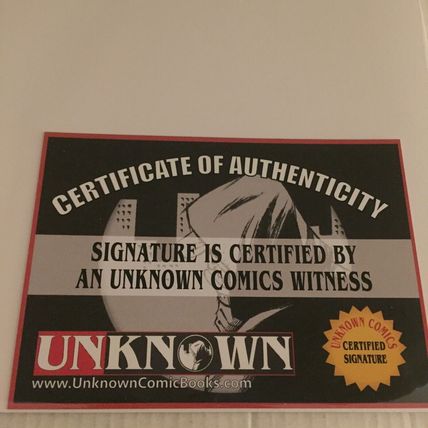 CERTIFICATE OF AUTHENTICITY
SIGNATURE IS CERTIFIED BY
AN UNKNOWN COMICS WITNESS
UNKNOWN
www.UnknownComicBooks.com
UNKNOWN COMICS
CERTIFIED
SIGNATURE